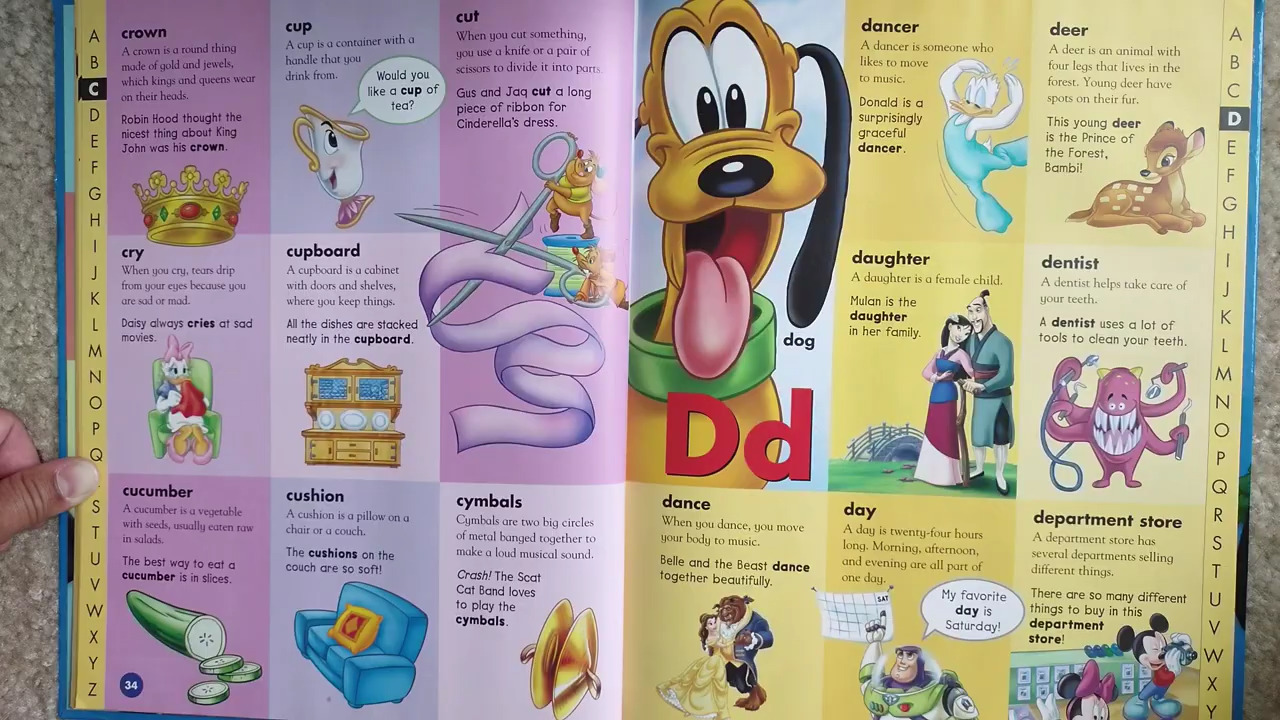 A
B
C
D
E
F
G
H
I
J
K
L
M
N
O
P
Q
S
T
U
V
W
X
Y
Z
crown
A crown is a round thing
made of gold and jewels,
which kings and queens wear
on their heads.
Robin Hood thought the
nicest thing about King
John was his crown.
cry
When you cry, tears drip
from your eyes because you
are sad or mad.
Daisy always cries at sad
movies.
cucumber
A cucumber is a vegetable
with seeds, usually eaten raw
in salads.
The best way to eat a
cucumber is in slices.
34
cup
A cup is a container with a
handle that you
drink from.
Would you
like a cup of
tea?
cupboard
A cupboard is a cabinet
with doors and shelves,
where you keep things.
All the dishes are stacked
neatly in the cupboard.
cushion
A cushion is a pillow on a
chair or a couch.
The cushions on the
couch are so soft!
cut
When you cut something,
you use a knife or a pair of
scissors to divide it into parts.
Gus and Jaq cut a long
piece of ribbon for
Cinderella's dress.
cymbals
Cymbals are two big circles
of metal banged together to
make a loud musical sound.
Crash! The Scat
Cat Band loves
to play the
cymbals.
dog
Dd
dance
When you dance, you move
your body to music.
Belle and the Beast dance
together beautifully.
dancer
A dancer is someone who
likes to move
to music.
Donald is a
surprisingly
graceful
dancer.
daughter
A daughter is a female child.
Mulan is the
daughter
in her family.
day
A day is twenty-four hours
long. Morning, afternoon,
and evening are all part of
one day.
SAT
My favorite
day is
Saturday!
deer
A deer is an animal with
four legs that lives in the
forest. Young deer have
spots on their fur.
This young deer
is the Prince of
the Forest,
Bambi!
dentist
A dentist helps take care of
your teeth.
A dentist uses a lot of
tools to clean your teeth.
department store
A department store has
several departments selling
different things.
There are so many different
things to buy in this
department
store!
A
B
C
D
E
F
G
H
I
J
K
L
M
N
O
P
Q
R
S
T
U
V
W
X
Y